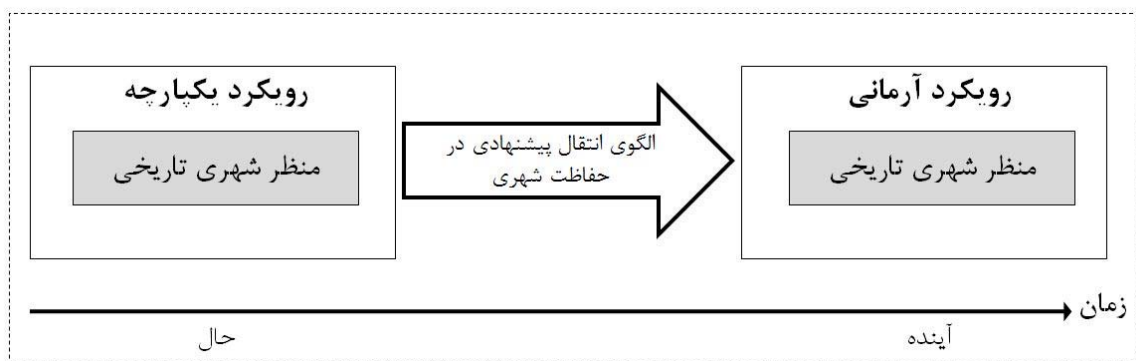 رویکرد یکپارچه
منظر شهری تاریخی
الگوی انتقال پیشنهادی در
حفاظت شهری
رویکرد آرمانی
منظر شهری تاریخی
زمان
حال
آینده